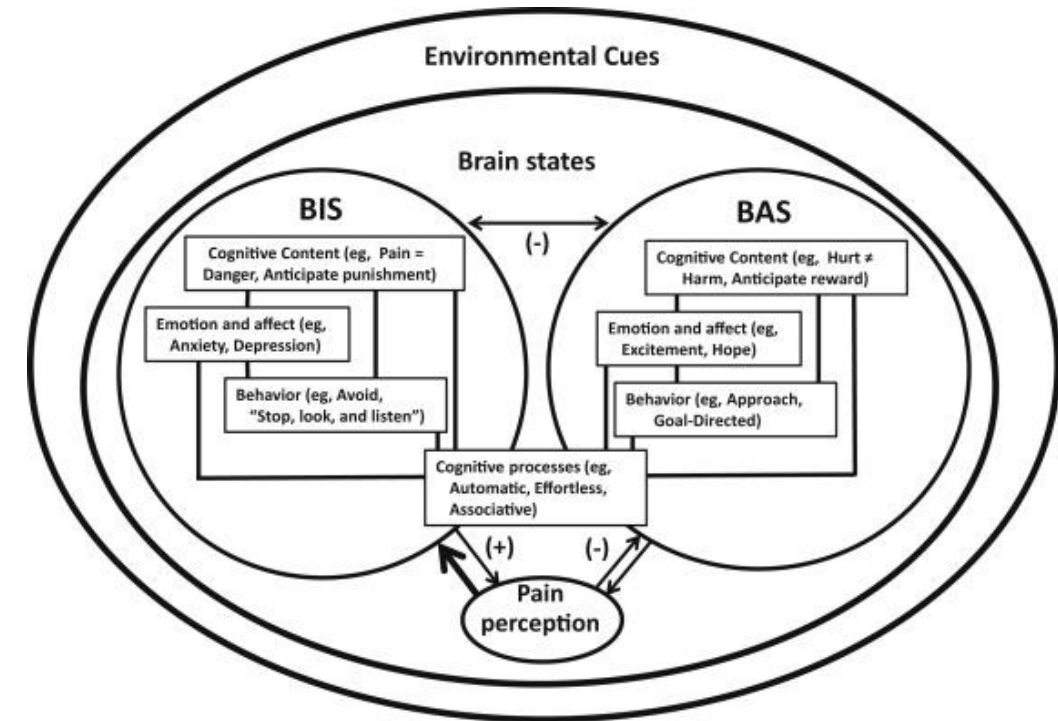 Environmental Cues
Brain states
BIS
BAS
(-)
Cognitive Content (eg, Pain =
Danger, Anticipate punishment)
Emotion and affect (eg,
Anxiety, Depression)
Behavior (eg, Avoid,
“Stop, look, and listen”)
Cognitive Content (eg, Hurt ≠
Harm, Anticipate reward)
Emotion and affect (eg,
Excitement, Hope)
Behavior (eg, Approach,
Goal-Directed)
Cognitive processes (eg,
Automatic, Effortless,
Associative)
(+)
(-)
Pain
perception